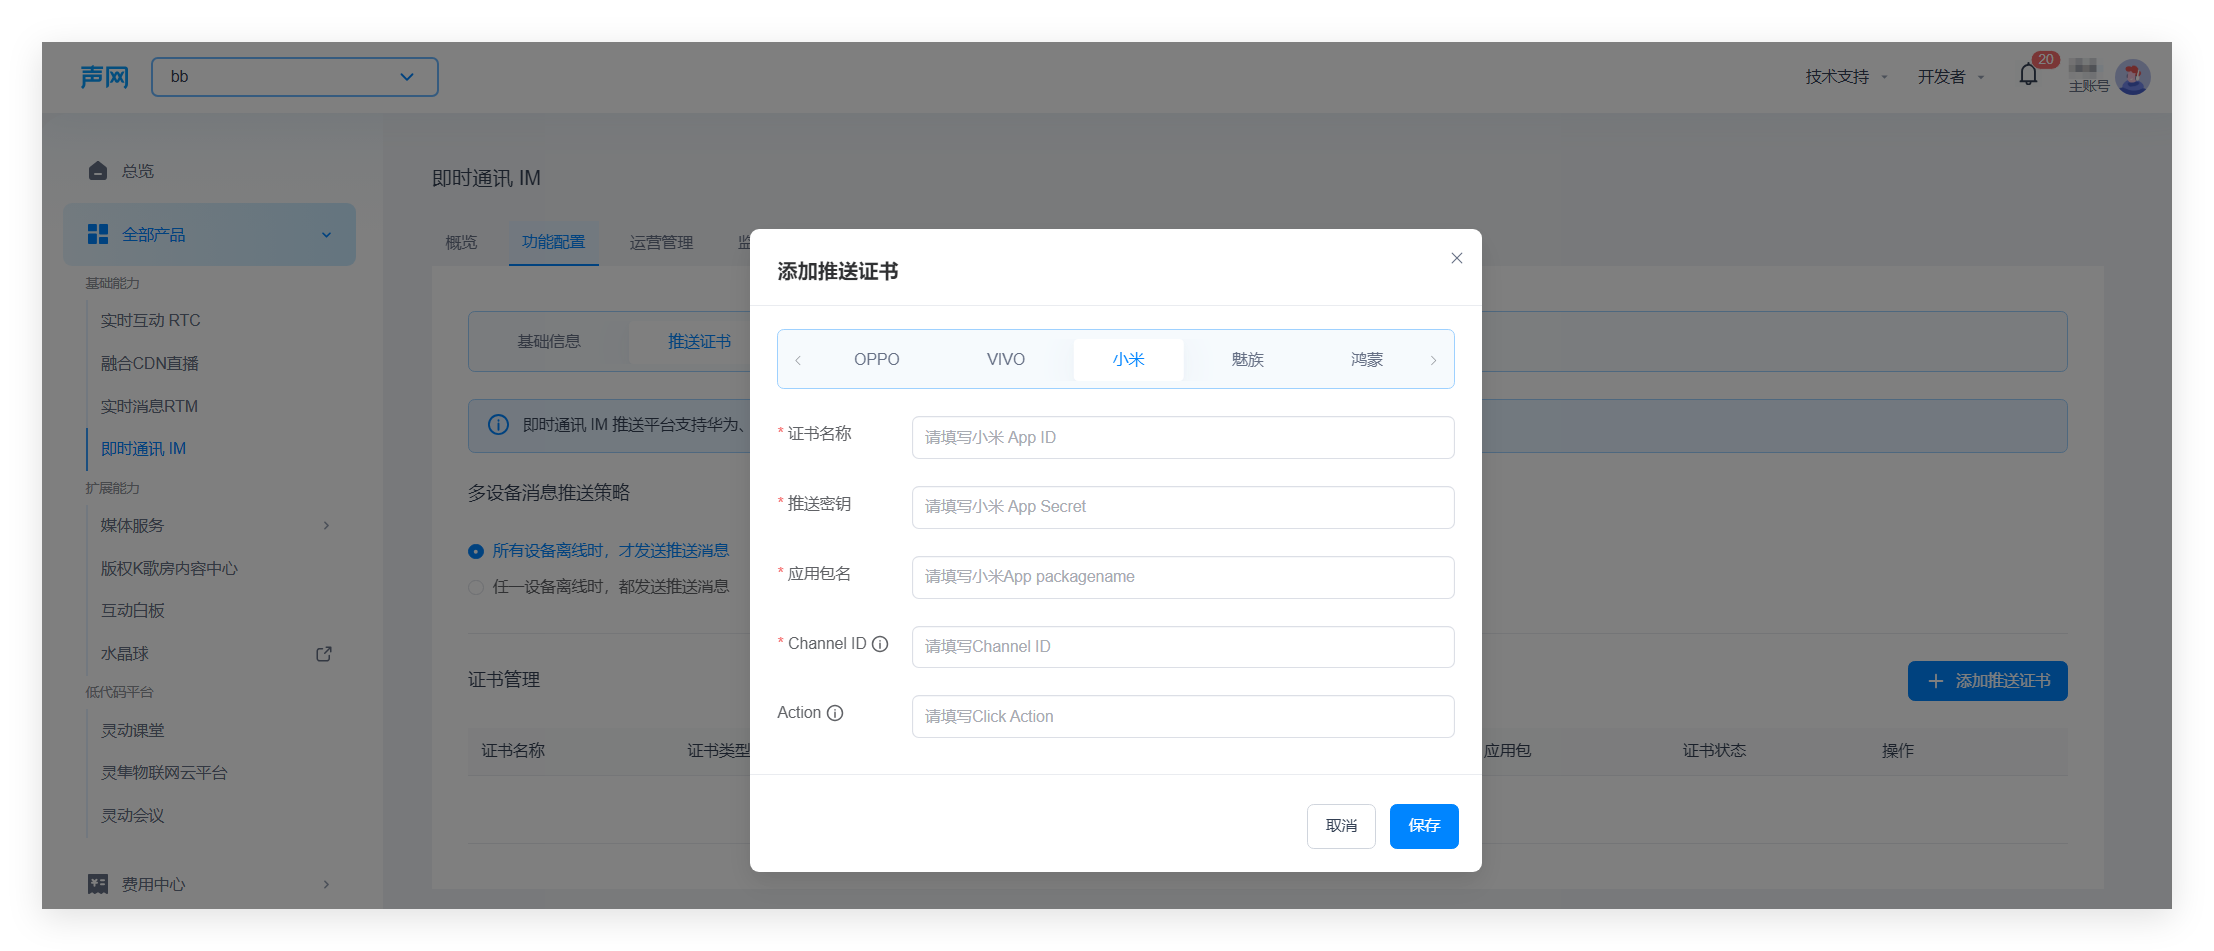 声网
bb
技术支持
开发者
20
主账号
总览
全部产品
基础能力
实时互动 RTC
融合CDN直播
实时消息RTM
即时通讯 IM
扩展能力
媒体服务
版权K歌房内容中心
互动白板
水晶球
低代码平台
灵动课堂
灵隼物联网云平台
灵动会议
费用中心
即时通讯 IM
概览
功能配置
运营管理
基础信息
推送证书
即时通讯 IM 推送平台支持华为、
多设备消息推送策略
所有设备离线时，才发送推送消息
任一设备离线时，都发送推送消息
证书管理
添加推送证书
证书名称
证书类型
应用包
证书状态
操作
添加推送证书
OPPO
VIVO
小米
魅族
鸿蒙
* 证书名称
请填写小米 App ID
* 推送密钥
请填写小米 App Secret
* 应用包名
请填写小米App packagename
* Channel ID
请填写Channel ID
Action
请填写Click Action
取消
保存